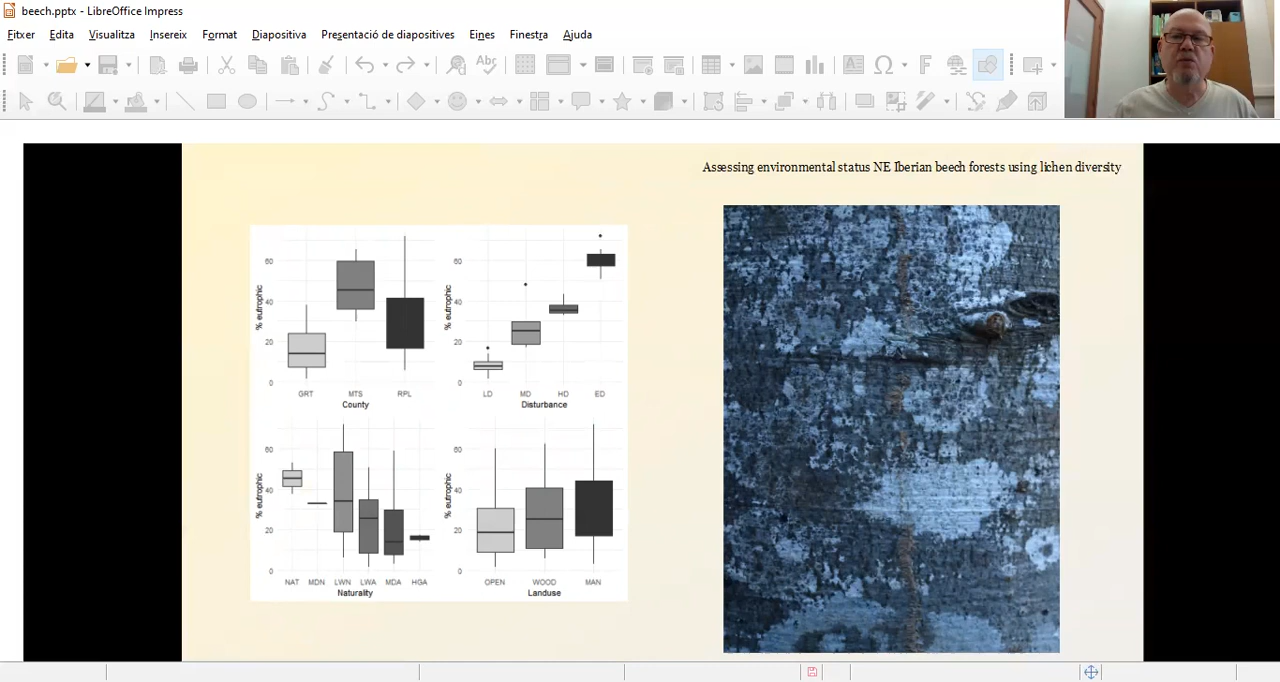 beech.pptx - LibreOffice Impress
Fitxer Edita Visualitza Insereix Format Diapositiva Presentació de diapositives Eines Finestra Ajuda
Abc
Assessing environmental status NE Iberian beech forests using lichen diversity
% eutrophic
60
40
20
0
GRT MTS RPL
County
% eutrophic
60
40
20
0
LD MD HD ED
Disturbance
% eutrophic
60
40
20
0
NAT MDN LWN LWA MDA HGA
Naturality
% eutrophic
60
40
20
0
OPEN WOOD MAN
Landuse